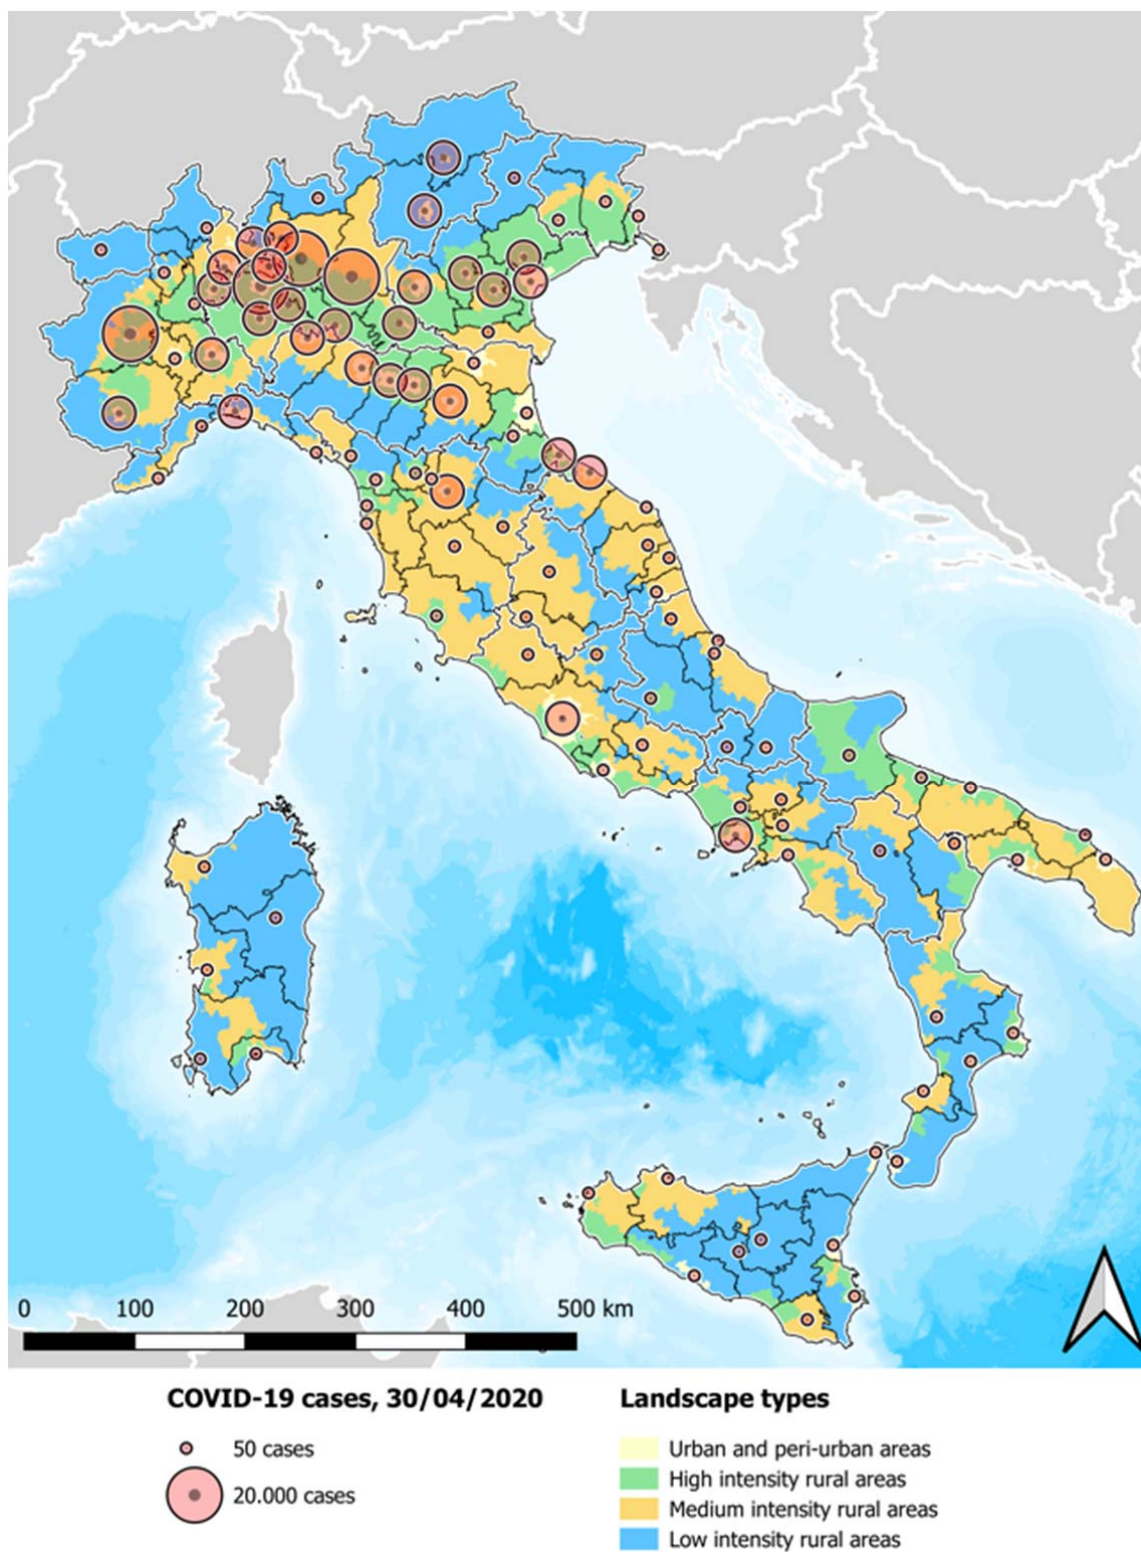 0 100 200 300 400 500 km
COVID-19 cases, 30/04/2020
50 cases
20.000 cases
Landscape types
Urban and peri-urban areas
High intensity rural areas
Medium intensity rural areas
Low intensity rural areas